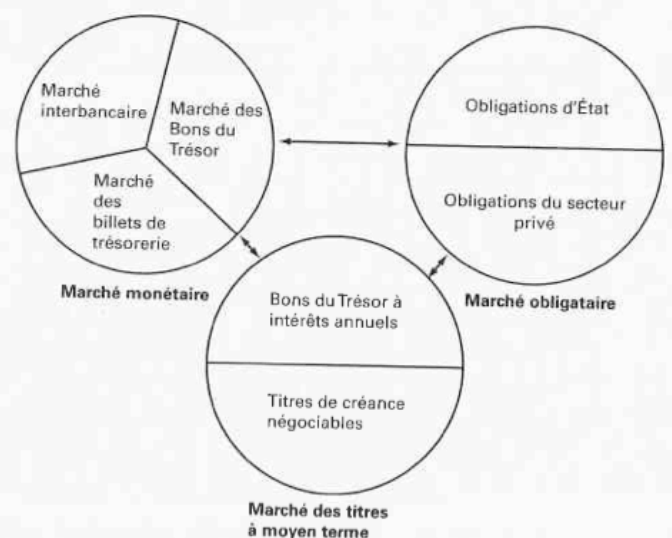 Marché
interbancaire
Marché des
Bons du
Trésor
Marché
des
billets de
trésorerie
Marché monétaire
Obligations d'État
Obligations du secteur
privé
Marché obligataire
Bons du Trésor à
intérêts annuels
Titres de créance
négociables
Marché des titres
à moyen terme